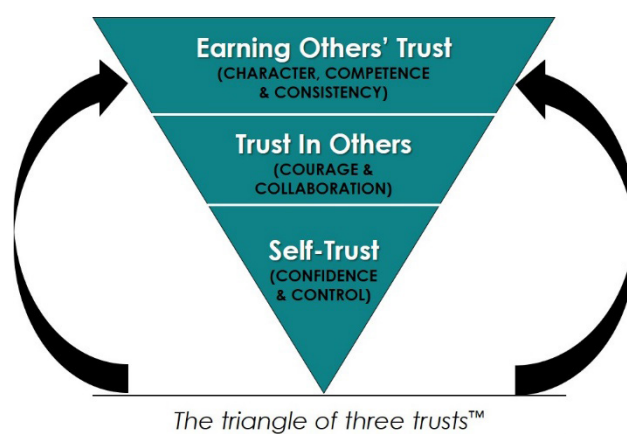 Earning Others’ Trust
(CHARACTER, COMPETENCE
& CONSISTENCY)
Trust In Others
(COURAGE &
COLLABORATION)
Self-Trust
(CONFIDENCE
& CONTROL)
The triangle of three trusts™